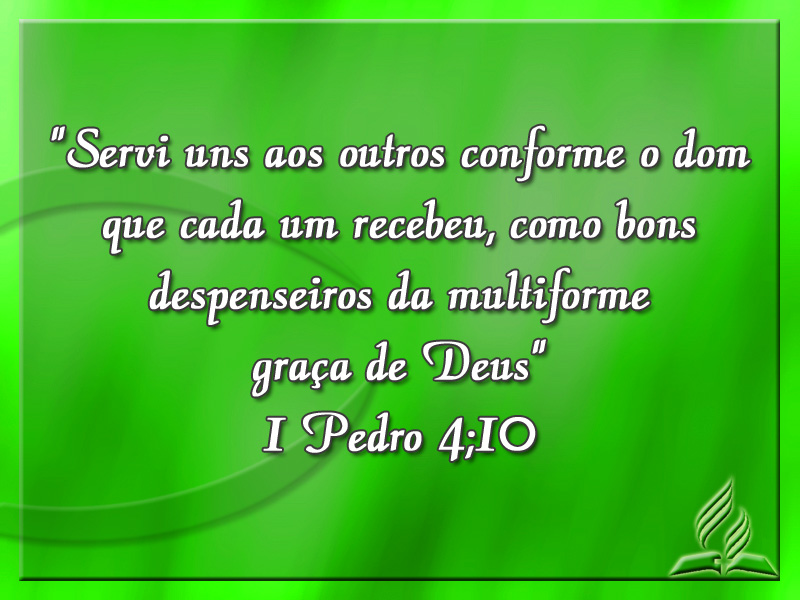 "Servi uns aos outros conforme o dom
que cada um recebeu, como bons
despenseiros da multiforme
graça de Deus"
1 Pedro 4;10